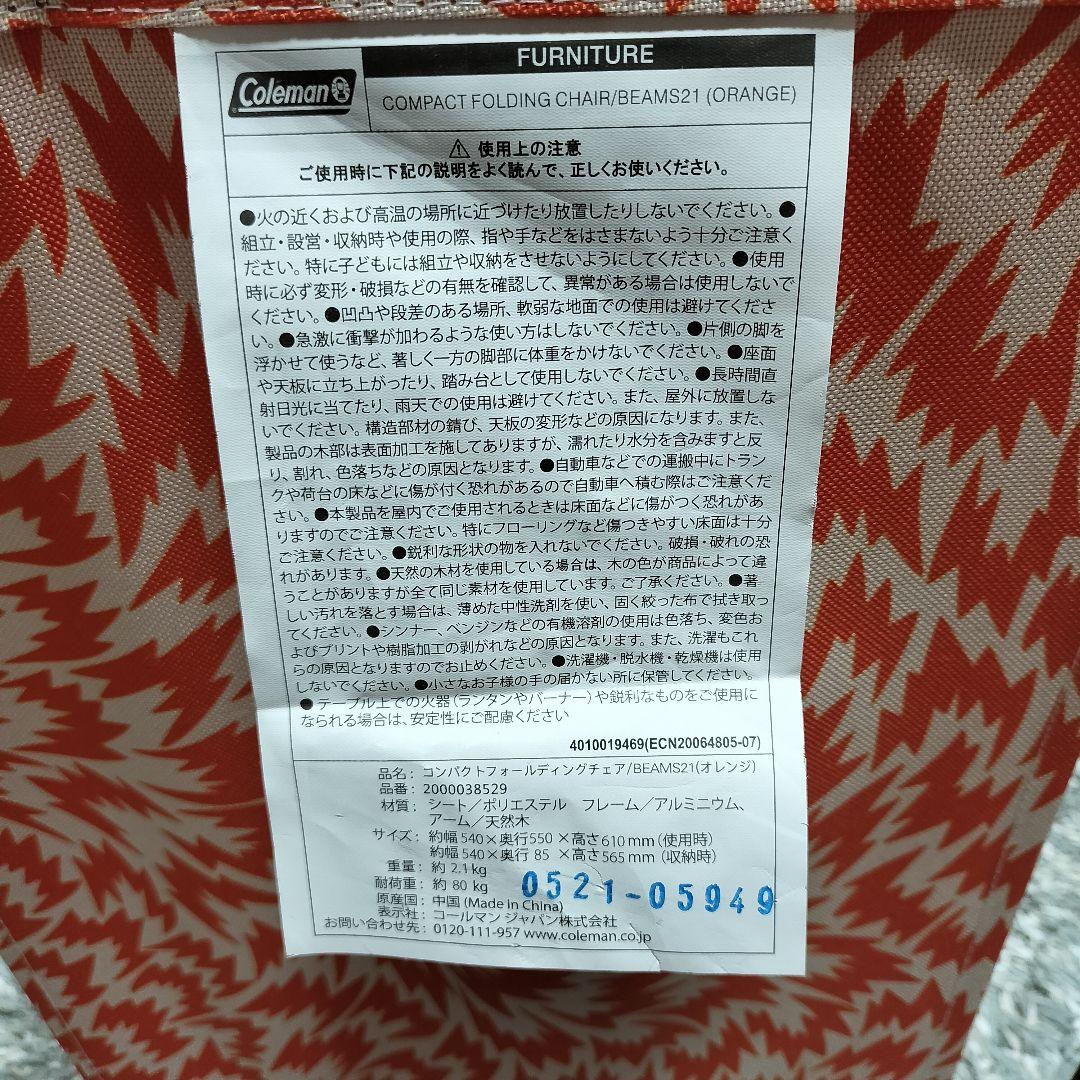 FURNITURE
Coleman
COMPACT FOLDING CHAIR/BEAMS21 (ORANGE)
⚠ 使用上の注意
ご使用時に下記の説明をよく読んで、正しくお使いください。
●火の近くおよび高温の場所に近づけたり放置したりしないでください。●
組立・設営・収納時や使用の際、指や手などをはさまないよう十分ご注意く
ださい。特に子どもには組立や収納をさせないようにしてください。●使用
時に必ず変形・破損などの有無を確認して、異常がある場合は使用しないで
ください。●凹凸や段差のある場所、軟弱な地面での使用は避けてくださ
い。●急激に衝撃が加わるような使い方はしないでください。●片側の脚を
浮かせて使うなど、著しく一方の脚部に体重をかけないでください。●座面
や天板に立ち上がったり、踏み台として使用しないでください。●長時間直
射日光に当てたり、雨天での使用は避けてください。また、屋外に放置しな
いでください。構造部材の錆び、天板の変形などの原因になります。また、
製品の木部は表面加工を施してありますが、濡れたり水分を含みますと反
り、割れ、色落ちなどの原因となります。●自動車などでの運搬中にトラン
クや荷台の床などに傷が付く恐れがあるので自動車へ積む際はご注意くだ
さい。●本製品を屋内でご使用されるときは床面などに傷がつく恐れがあ
りますのでご注意ください。特にフローリングなど傷つきやすい床面は十分
ご注意ください。●鋭利な形状の物を入れないでください。破損・破れの恐
れがあります。●天然の木材を使用している場合は、木の色が商品によって違
うことがありますが全て同じ素材を使用しています。ご了承ください。●著
しい汚れを落とす場合は、薄めた中性洗剤を使い、固く絞った布で拭き取っ
てください。●シンナー、ベンジンなどの有機溶剤の使用は色落ち、変色お
よびプリントや樹脂加工の剥がれなどの原因となります。また、洗濯もこれ
らの原因となりますのでお止めください。●洗濯機・脱水機・乾燥機は使用
しないでください。●小さなお子様の手の届かない所に保管してください。
●テーブル上での火器(ランタンやバーナー)や鋭利なものをご使用に
なられる場合は、安定性にご配慮ください
4010019469(ECN20064805-07)
品名: コンパクトフォールディングチェア/BEAMS21(オレンジ)
品番: 2000038529
材質: シート/ポリエステル フレーム/アルミニウム、
アーム/天然木
サイズ: 約幅540×奥行550×高さ610mm(使用時)
約幅540×奥行 85 ×高さ565mm(収納時)
重量: 約 2.1kg
耐荷重: 約 80 kg
0521-05949
原産国: 中国(Made in China)
表示社: コールマン ジャパン株式会社
お問い合わせ先: 0120-111-957 www.coleman.co.jp